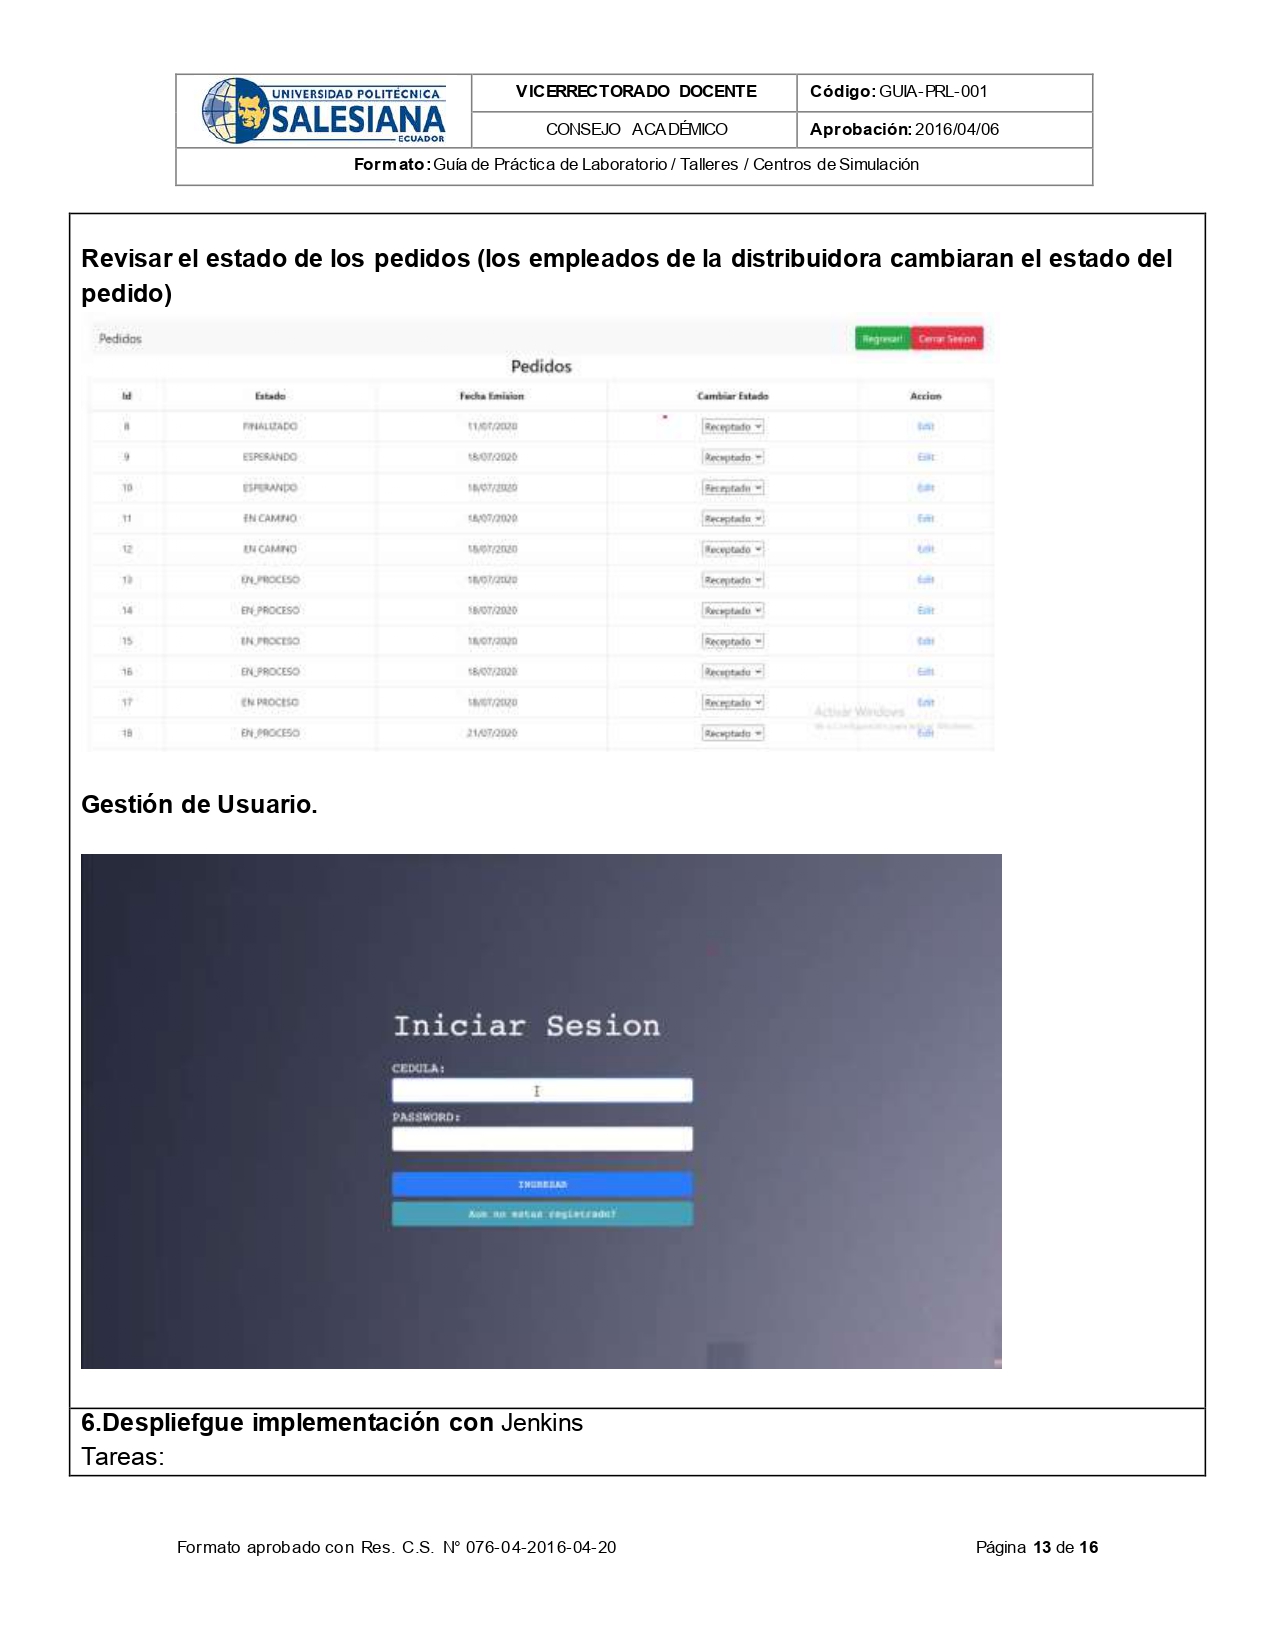 UNIVERSIDAD POLITÉCNICA
SALESIANA
ECUADOR
VICERRECTORADO DOCENTE
Código: GUIA-PRL-001
CONSEJO ACADÉMICO
Aprobación: 2016/04/06
Formato: Guía de Práctica de Laboratorio / Talleres / Centros de Simulación
Revisar el estado de los pedidos (los empleados de la distribuidora cambiaran el estado del
pedido)
Pedidos
Regresar!
Cerrar Sesion
Pedidos
Id Estado Fecha Emision Cambiar Estado Accion
8 FINALIZADO 11/07/2020 Receptado Edit
9 ESPERANDO 18/07/2020 Receptado Edit
10 ESPERANDO 18/07/2020 Receptado Edit
11 EN CAMINO 18/07/2020 Receptado Edit
12 EN CAMINO 18/07/2020 Receptado Edit
13 EN_PROCESO 18/07/2020 Receptado Edit
14 EN_PROCESO 18/07/2020 Receptado Edit
15 EN_PROCESO 18/07/2020 Receptado Edit
16 EN_PROCESO 18/07/2020 Receptado Edit
17 EN PROCESO 18/07/2020 Receptado Edit
18 EN_PROCESO 21/07/2020 Receptado Edit
Activar Windows
Gestión de Usuario.
Iniciar Sesion
CEDULA:
PASSWORD:
INGRESAR
Aun no estas registrado?
6.Despliefgue implementación con Jenkins
Tareas:
Formato aprobado con Res. C.S. N° 076-04-2016-04-20
Página 13 de 16